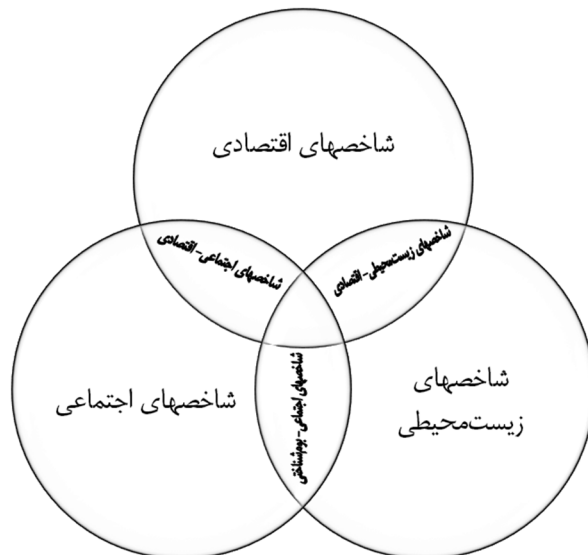 شاخصهای اقتصادی
شاخصهای اجتماعی-اقتصادی
شاخصهای زیست‌محیطی-اقتصادی
شاخصهای اجتماعی
شاخصهای اجتماعی-بوم‌شناختی
شاخصهای
زیست‌محیطی